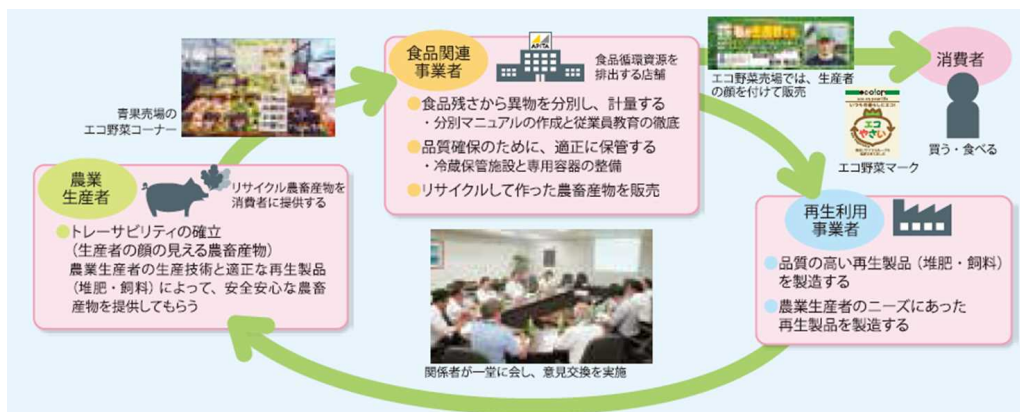 青果売場の
エコ野菜コーナー
食品関連
事業者
APITA
食品循環資源を
排出する店舗
●食品残さから異物を分別し、計量する
・分別マニュアルの作成と従業員教育の徹底
●品質確保のために、適正に保管する
・冷蔵保管施設と専用容器の整備
●リサイクルして作った農畜産物を販売
エコ野菜売場では、生産者
の顔を付けて販売
エコ
やさい
エコ野菜マーク
消費者
買う・食べる
農業
生産者
リサイクル農畜産物を
消費者に提供する
●トレーサビリティの確立
（生産者の顔の見える農畜産物）
農業生産者の生産技術と適正な再生製品
（堆肥・飼料）によって、安全安心な農畜
産物を提供してもらう
再生利用
事業者
●品質の高い再生製品（堆肥・飼料）
を製造する
●農業生産者のニーズにあった
再生製品を製造する
関係者が一堂に会し、意見交換を実施